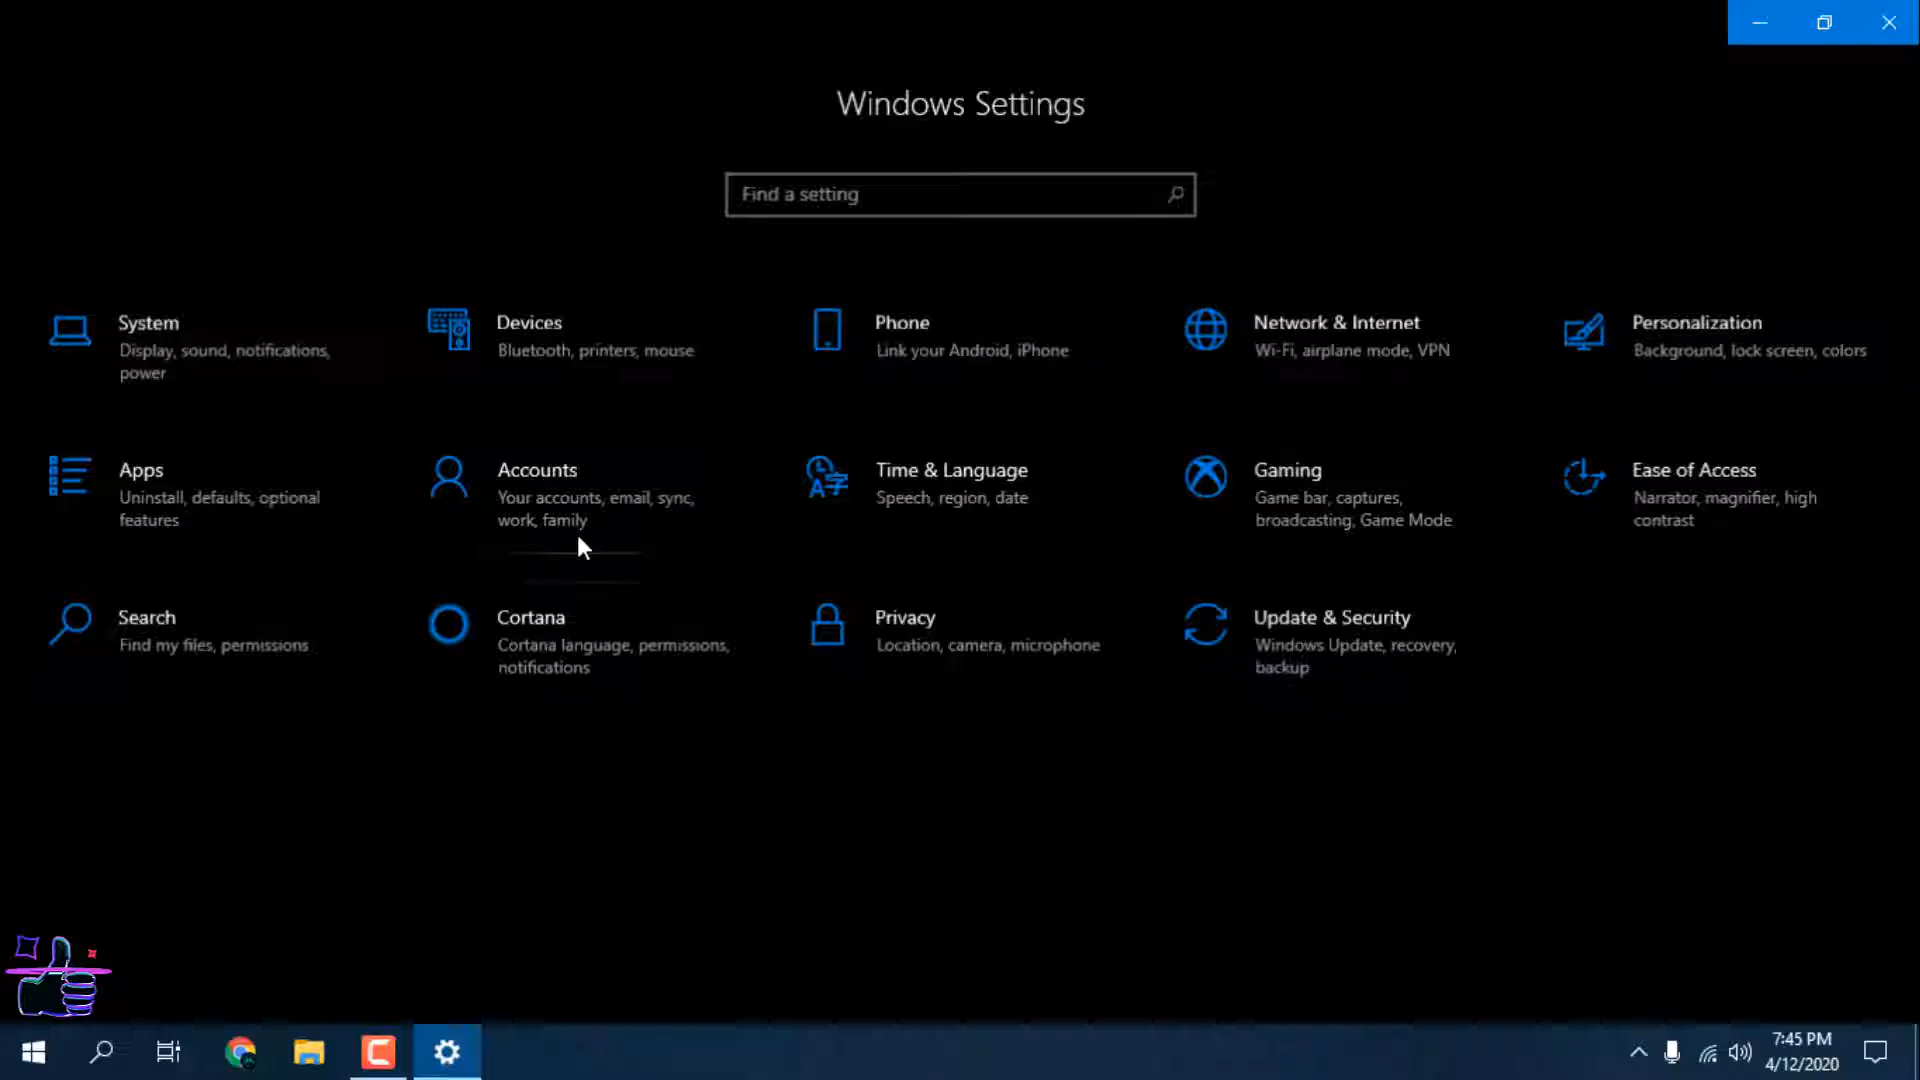 Windows Settings
Find a setting
System
Display, sound, notifications,
power
Devices
Bluetooth, printers, mouse
Phone
Link your Android, iPhone
Network & Internet
Wi-Fi, airplane mode, VPN
Personalization
Background, lock screen, colors
Apps
Uninstall, defaults, optional
features
Accounts
Your accounts, email, sync,
work, family
Time & Language
Speech, region, date
Gaming
Game bar, captures,
broadcasting, Game Mode
Ease of Access
Narrator, magnifier, high
contrast
Search
Find my files, permissions
Cortana
Cortana language, permissions,
notifications
Privacy
Location, camera, microphone
Update & Security
Windows Update, recovery,
backup
7:45 PM
4/12/2020